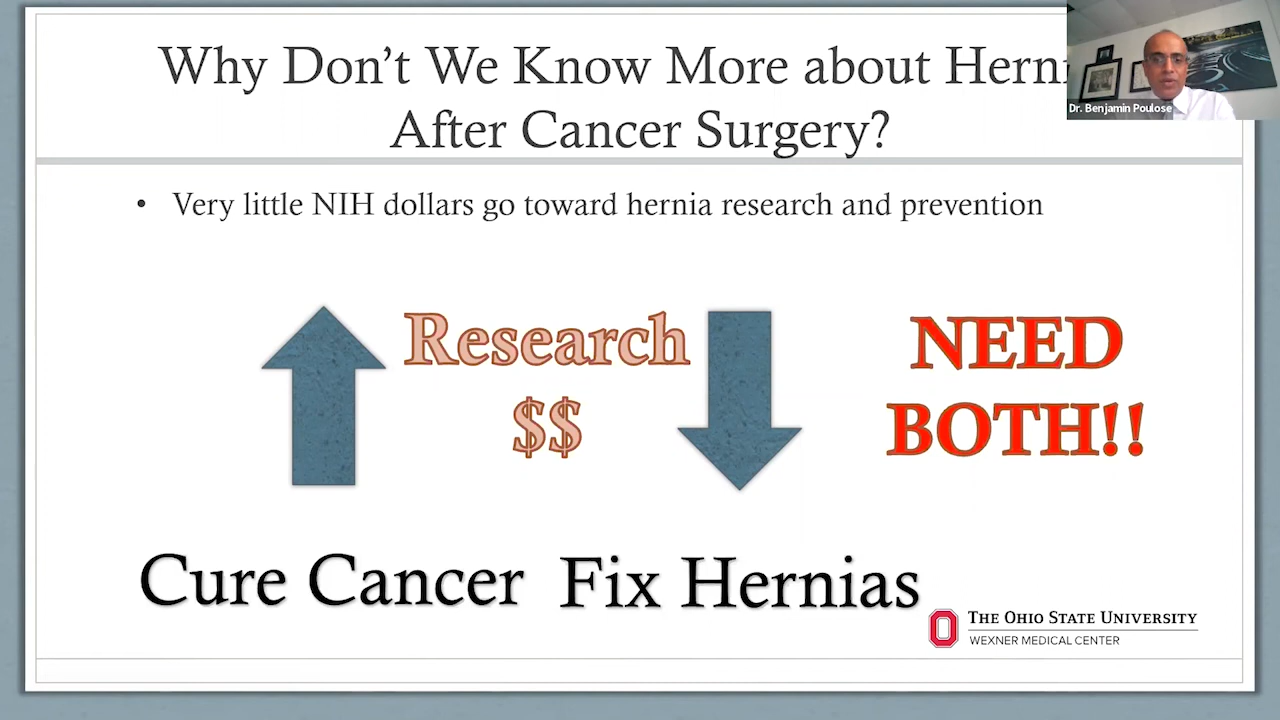 Why Don't We Know More about Herni
After Cancer Surgery?
Dr. Benjamin Poulose
• Very little NIH dollars go toward hernia research and prevention
Research
$$
NEED
BOTH!!
Cure Cancer Fix Hernias
THE OHIO STATE UNIVERSITY
WEXNER MEDICAL CENTER